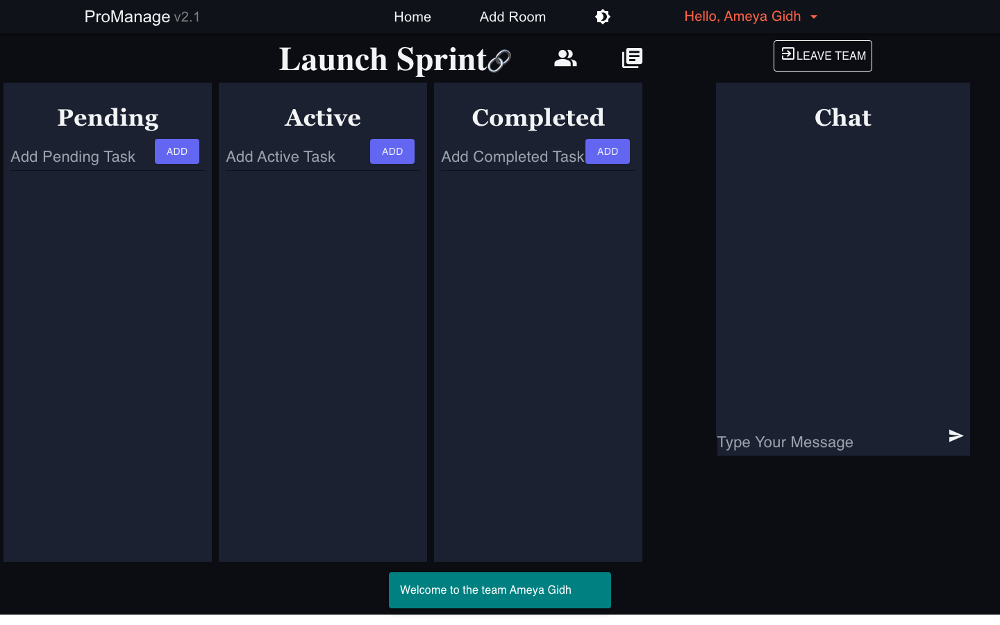 ProManage v2.1
Home
Add Room
Hello, Ameya Gidh
Launch Sprint
LEAVE TEAM
Pending
Add Pending Task
ADD
Active
Add Active Task
ADD
Completed
Add Completed Task
ADD
Chat
Type Your Message
Welcome to the team Ameya Gidh